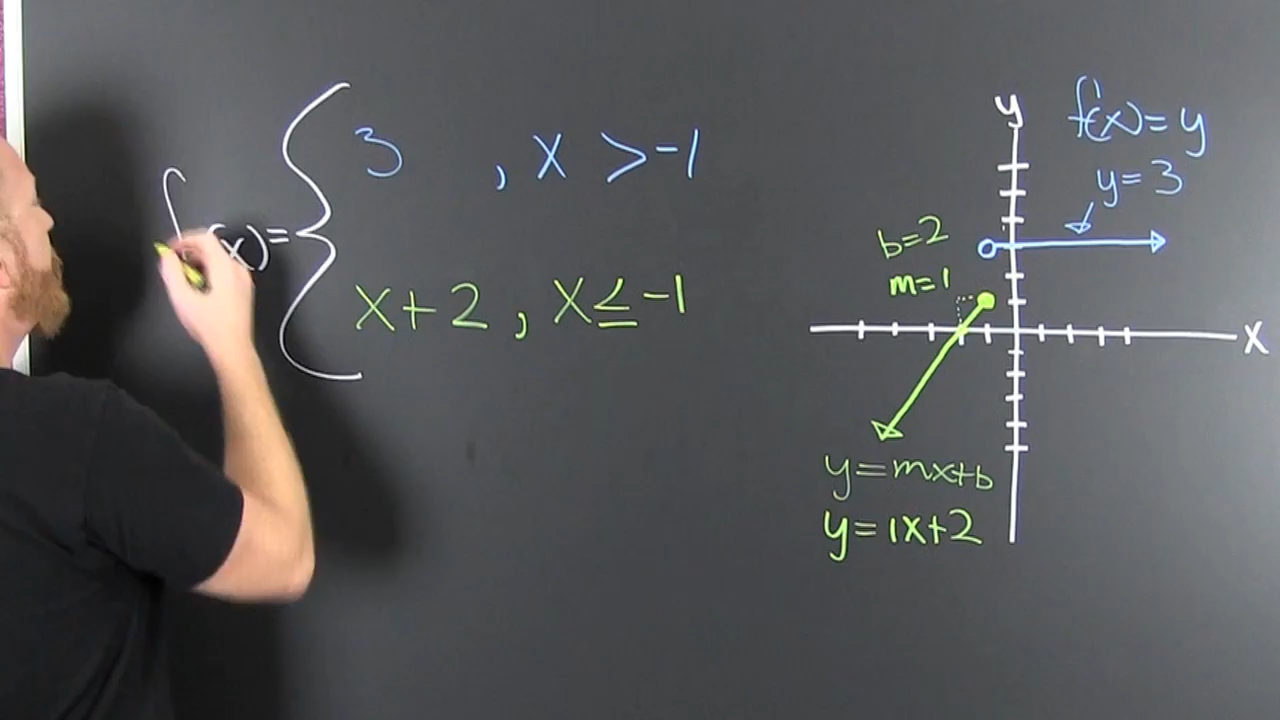 3 , x > -1
f(x) =
x + 2 , x ≤ -1
y
f(x) = y
y = 3
b = 2
m = 1
x
y = mx + b
y = 1x + 2